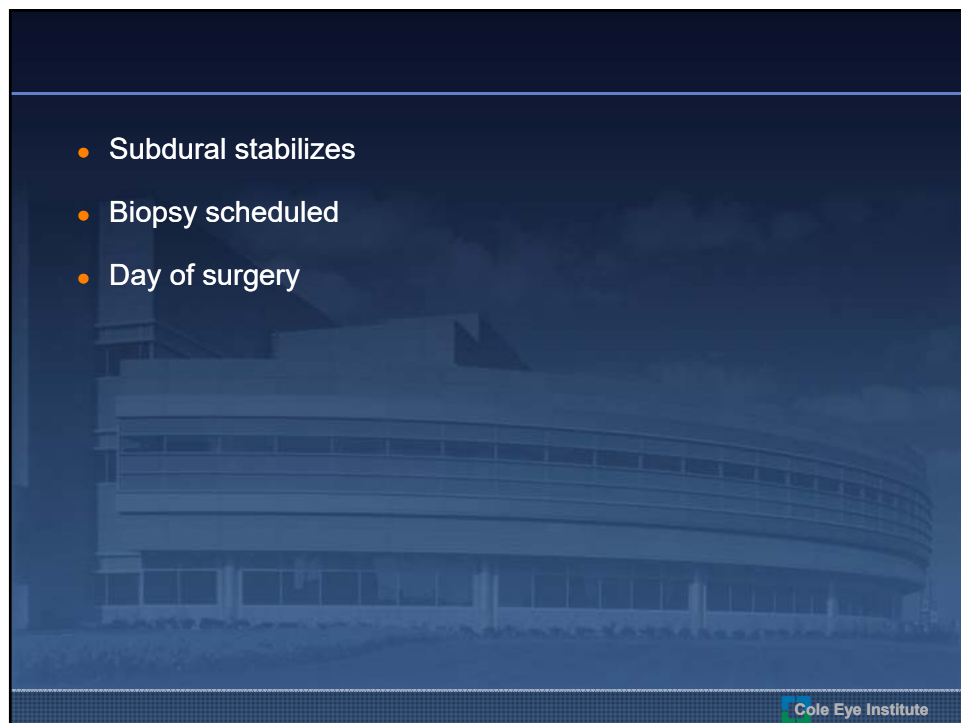 Subdural stabilizes
Biopsy scheduled
Day of surgery
Cole Eye Institute